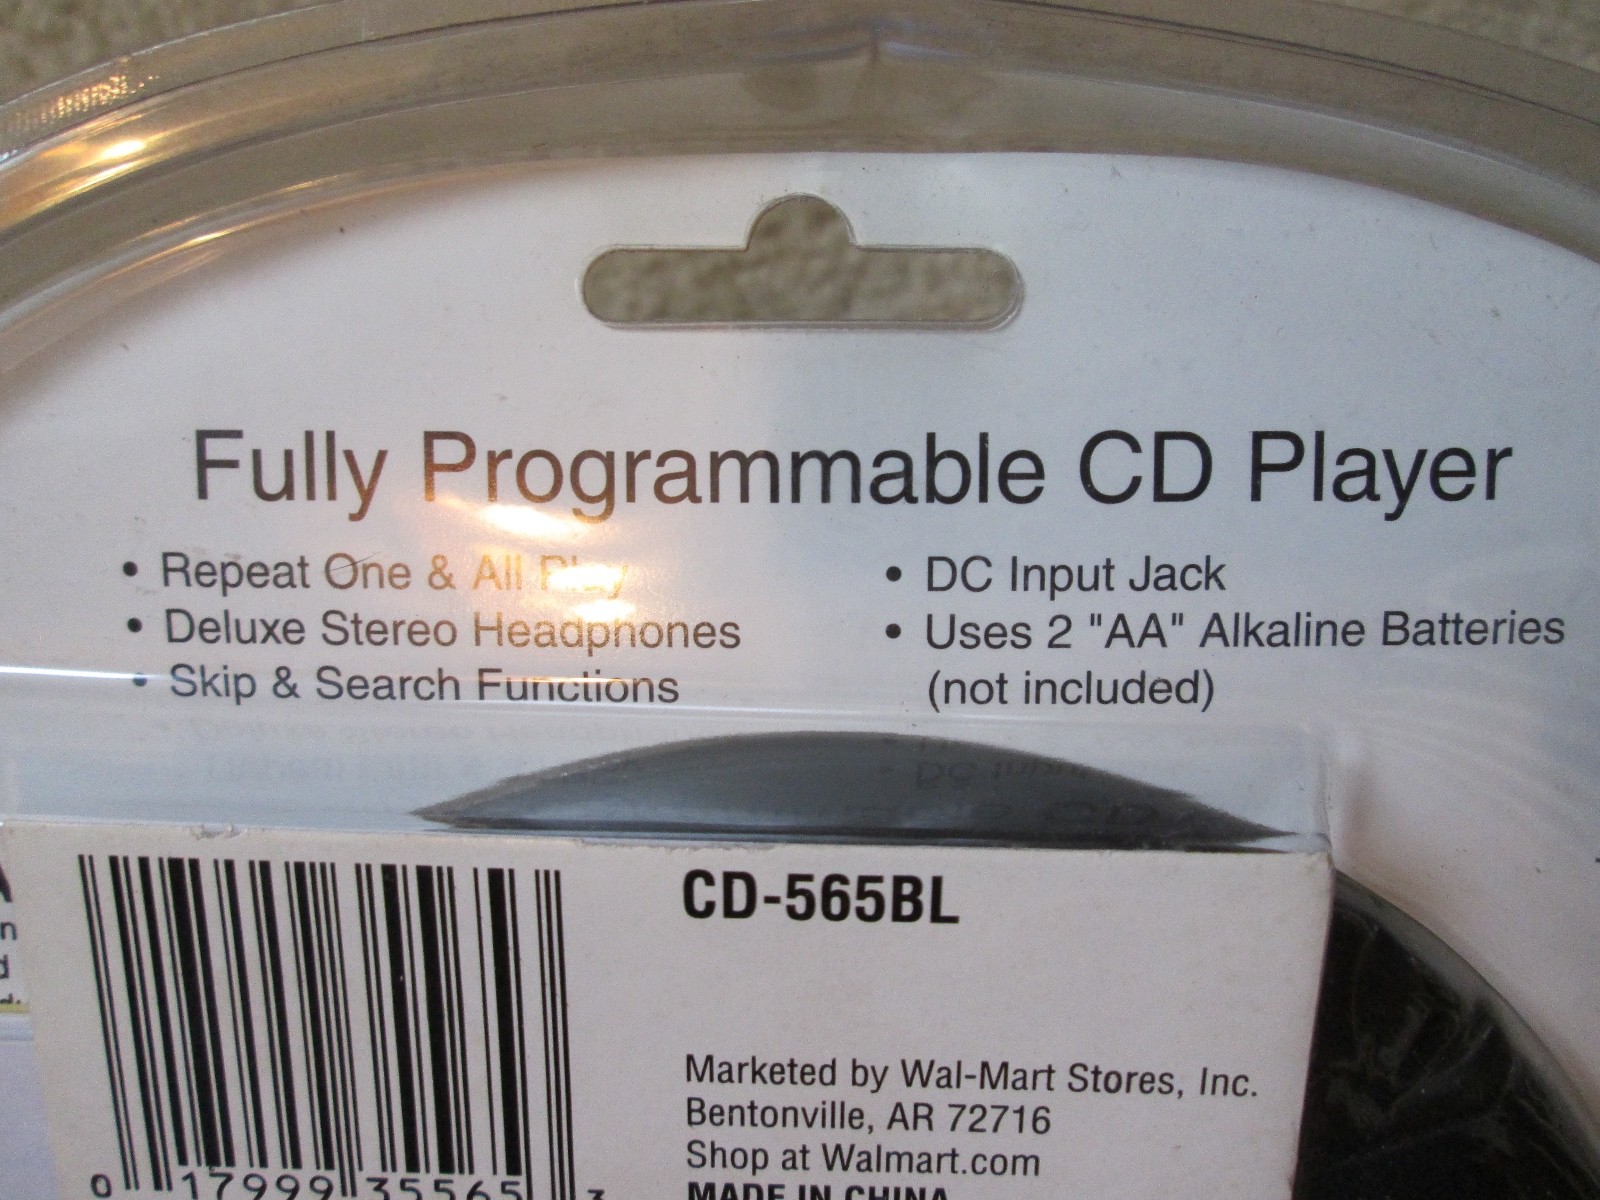 Fully Programmable CD Player
• Repeat One & All Play
• Deluxe Stereo Headphones
• Skip & Search Functions
• DC Input Jack
• Uses 2 "AA" Alkaline Batteries
(not included)
CD-565BL
Marketed by Wal-Mart Stores, Inc.
Bentonville, AR 72716
Shop at Walmart.com
MADE IN CHINA
0 17999 35565 3